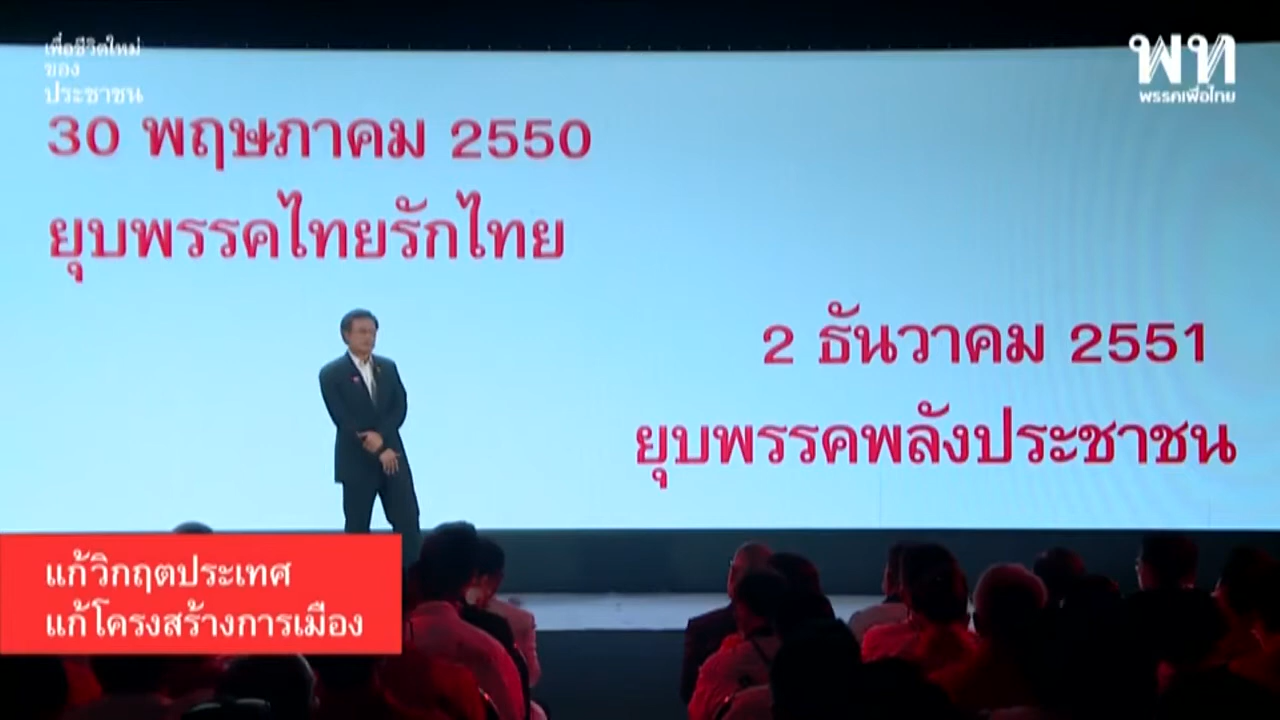 เพื่อชีวิตใหม่
ของ
ประชาชน
พท
พรรคเพื่อไทย
30 พฤษภาคม 2550
ยุบพรรคไทยรักไทย
2 ธันวาคม 2551
ยุบพรรคพลังประชาชน
แก้วิกฤตประเทศ
แก้โครงสร้างการเมือง